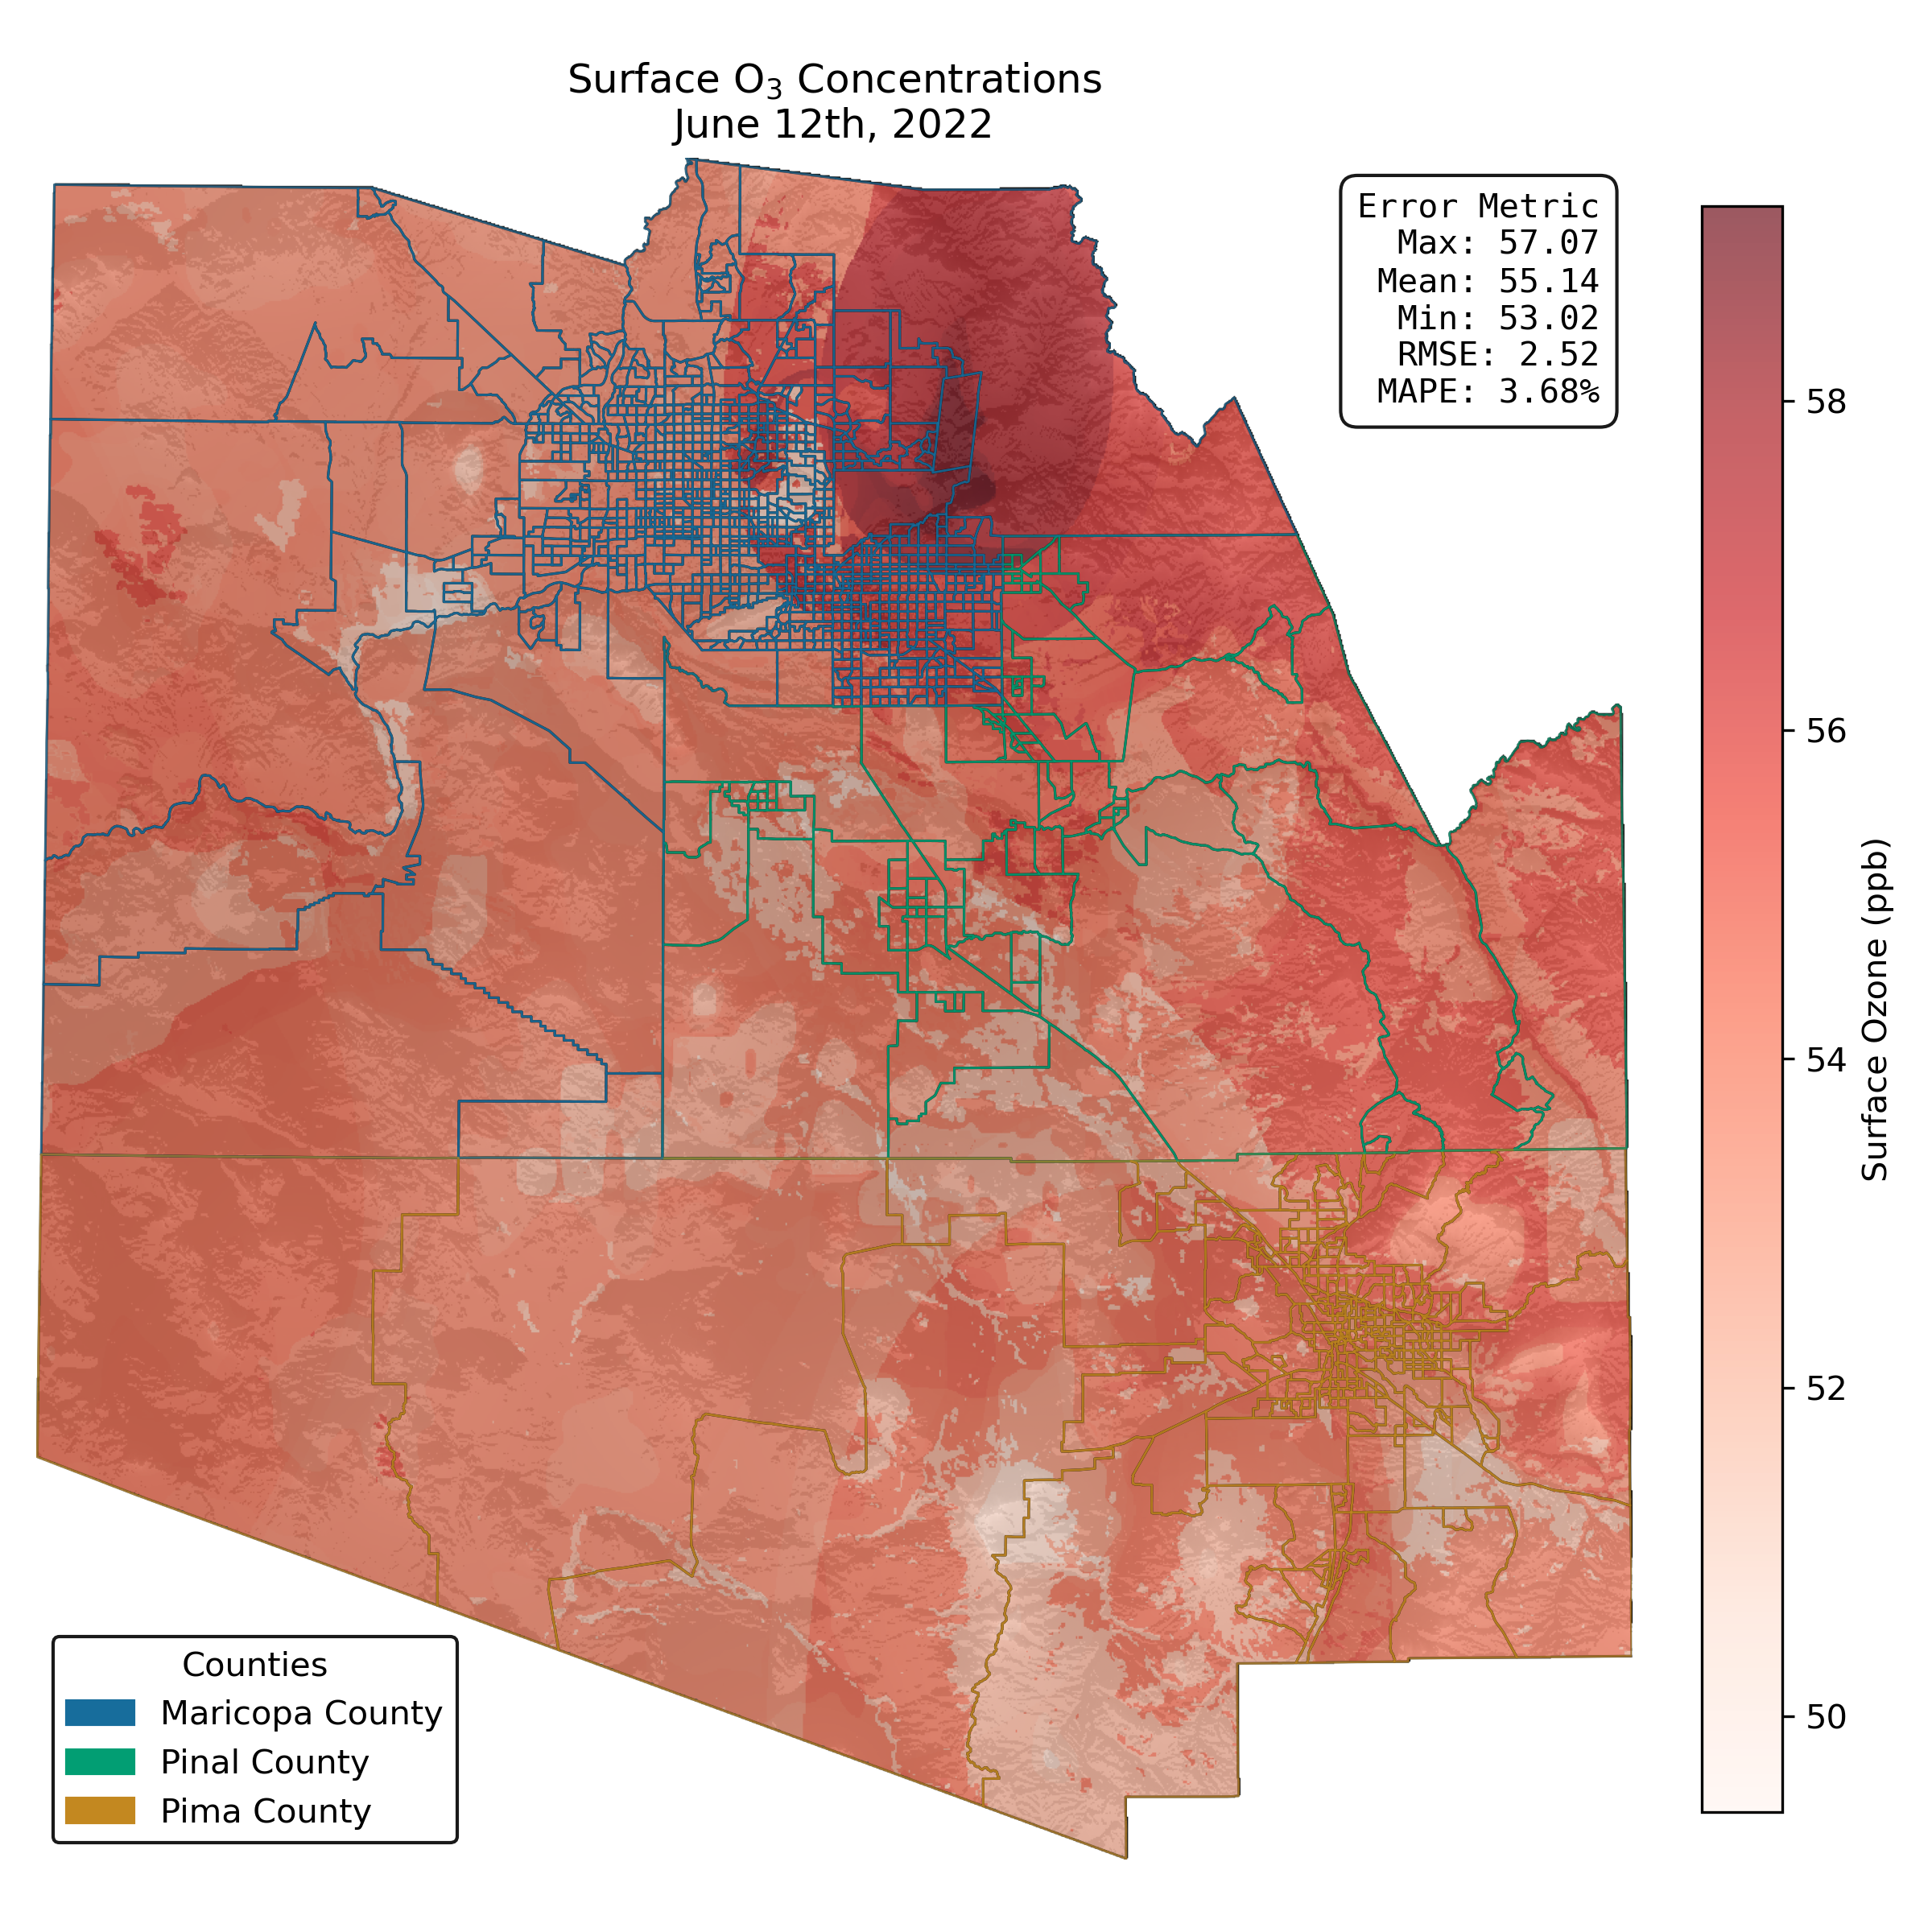 Surface O₃ Concentrations
June 12th, 2022
Error Metric
Max: 57.07
Mean: 55.14
Min: 53.02
RMSE: 2.52
MAPE: 3.68%
58
56
54
52
50
Surface Ozone (ppb)
Counties
Maricopa County
Pinal County
Pima County